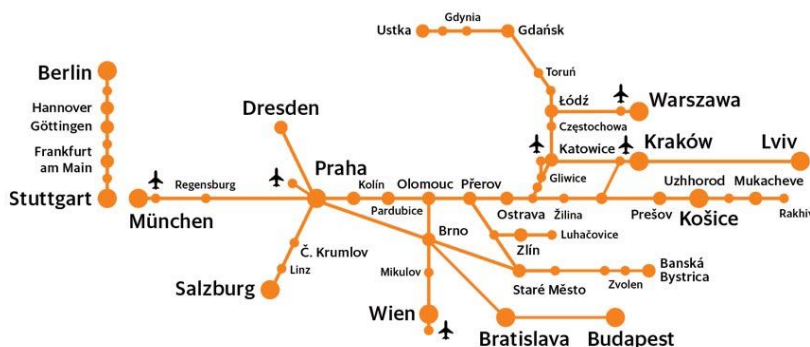 Ustka
Gdynia
Gdańsk
Toruń
Berlin
Hannover
Göttingen
Frankfurt
am Main
Stuttgart
Dresden
Łódź
Warszawa
Częstochowa
Katowice
Kraków
Lviv
Gliwice
Praha
Regensburg
München
Kolín
Pardubice
Olomouc
Přerov
Ostrava
Žilina
Prešov
Uzhhorod
Košice
Mukacheve
Rakhiv
Č. Krumlov
Linz
Salzburg
Brno
Mikulov
Wien
Zlín
Luhačovice
Staré Město
Zvolen
Banská
Bystrica
Bratislava
Budapest